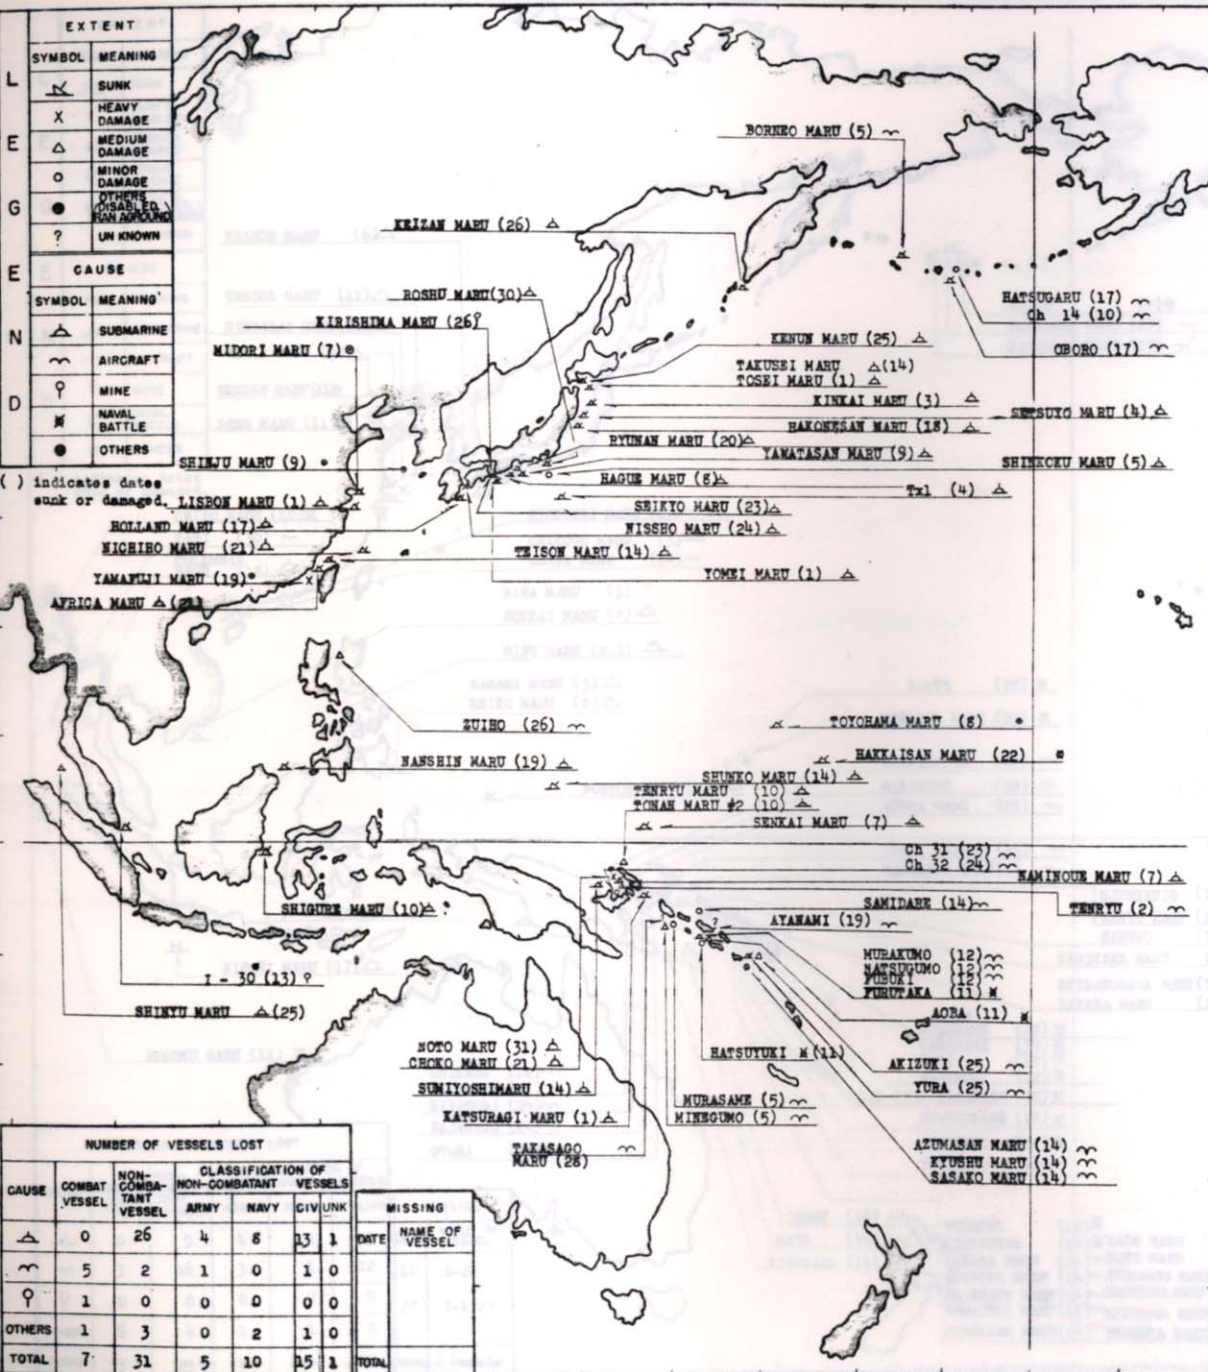 LEGEND
EXTENT
SYMBOL MEANING
SUNK
X HEAVY DAMAGE
△ MEDIUM DAMAGE
o MINOR DAMAGE
● OTHERS (DISABLED, RAN AGROUND)
? UNKNOWN
CAUSE
SYMBOL MEANING
SUBMARINE
AIRCRAFT
MINE
NAVAL BATTLE
● OTHERS
( ) indicates dates
sunk or damaged.
BORNEO MARU (5)
KEIZAN MARU (26)
HATSUGARU (17)
Ch 14 (10)
OBORO (17)
ROSHU MARU(30)
KIRISHIMA MARU (26)
MIDORI MARU (7)
KENUN MARU (25)
TAKUSEI MARU (14)
TOSEI MARU (1)
KINKAI MARU (3)
SETSUYO MARU (4)
HAKONESAN MARU (18)
RYUNAN MARU (20)
YAMATASAN MARU (9)
SHINKOKU MARU (5)
SHINJU MARU (9)
HAGUE MARU (8)
Tx1 (4)
LISBON MARU (1)
SEIKYO MARU (23)
HOLLAND MARU (17)
NISSHO MARU (24)
NICHIHO MARU (21)
TEISON MARU (14)
YAMAFUJI MARU (19)
YOMEI MARU (1)
AFRICA MARU (21)
ZUIHO (26)
TOYOHAMA MARU (8)
NANSHIN MARU (19)
HAKKAISAN MARU (22)
SHUNKO MARU (14)
TENRYU MARU (10)
TONAN MARU #2 (10)
SENKAI MARU (7)
Ch 31 (23)
Ch 32 (24)
NAMINOUE MARU (7)
SHIGURE MARU (10)
SAMIDARE (14)
TENRYU (2)
AYANAMI (19)
MURAKUMO (12)
NATSUGUMO (12)
FUBUKI (12)
FURUTAKA (11)
I - 30 (13)
SHINYU MARU (25)
AOBA (11)
NOTO MARU (31)
CHOKO MARU (21)
HATSUYUKI (11)
AKIZUKI (25)
SUMIYOSHIMARU (14)
YURA (25)
KATSURAGI MARU (1)
MURASAME (5)
MINEGUMO (5)
TAKASAGO
MARU (28)
AZUMASAN MARU (14)
KYUSHU MARU (14)
SASAKO MARU (14)
NUMBER OF VESSELS LOST
CAUSE COMBAT VESSEL NON-COMBATANT VESSEL CLASSIFICATION OF NON-COMBATANT VESSELS
ARMY NAVY CIV UNK
0 26 4 8 13 1
5 2 1 0 1 0
1 0 0 0 0 0
OTHERS 1 3 0 2 1 0
TOTAL 7 31 5 10 15 1
MISSING
DATE NAME OF VESSEL
TOTAL